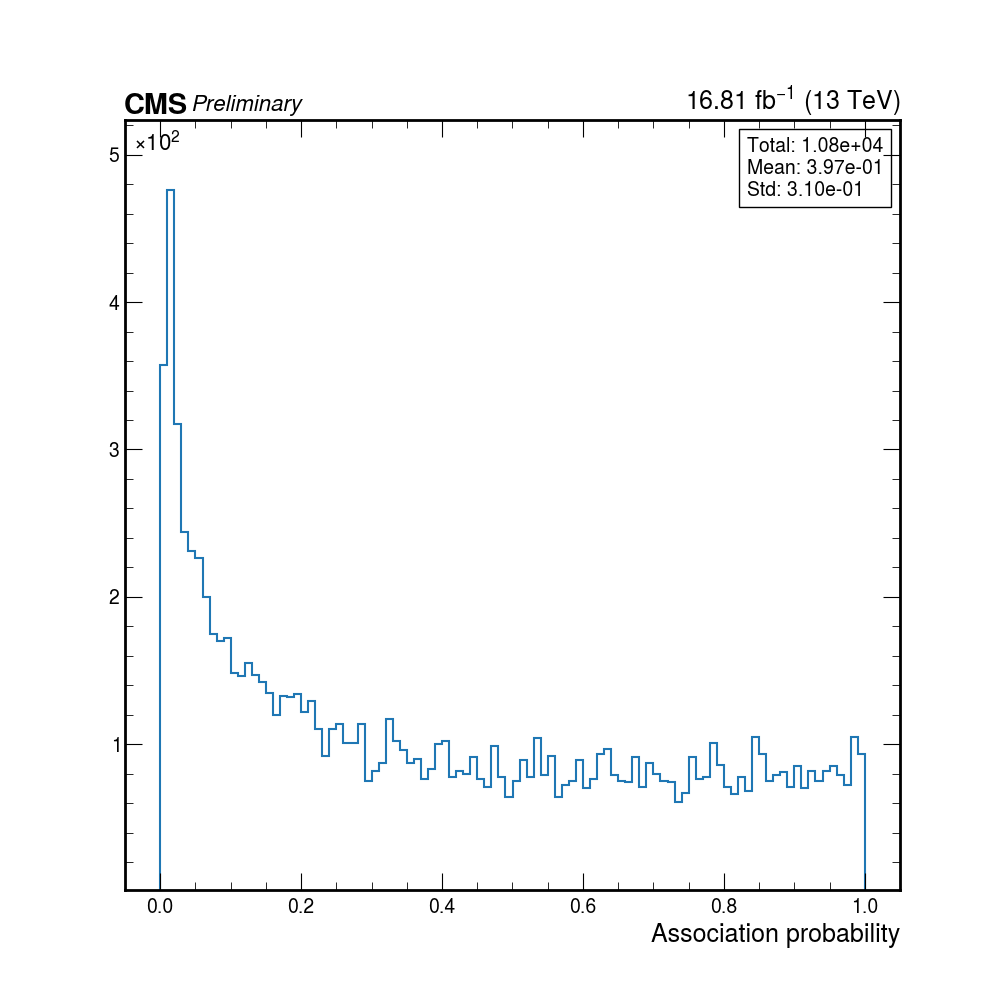 CMS Preliminary 16.81 fb⁻¹ (13 TeV)
×10²
Total: 1.08e+04
Mean: 3.97e-01
Std: 3.10e-01
5
4
3
2
1
0.0 0.2 0.4 0.6 0.8 1.0
Association probability